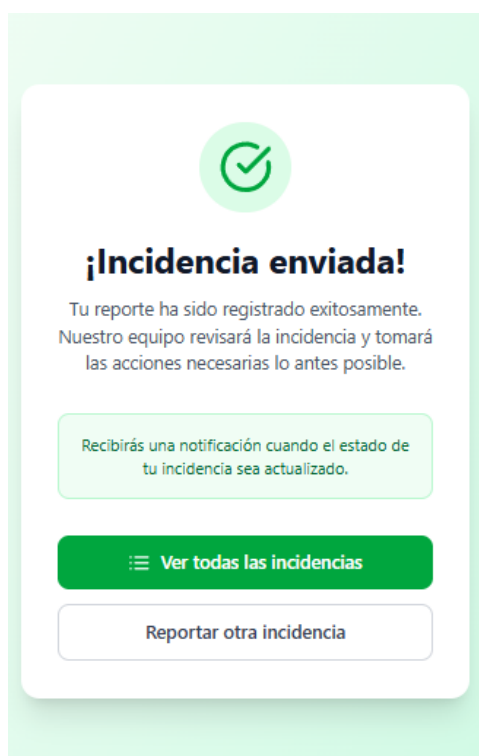 ¡Incidencia enviada!
Tu reporte ha sido registrado exitosamente.
Nuestro equipo revisará la incidencia y tomará
las acciones necesarias lo antes posible.
Recibirás una notificación cuando el estado de
tu incidencia sea actualizado.
Ver todas las incidencias
Reportar otra incidencia